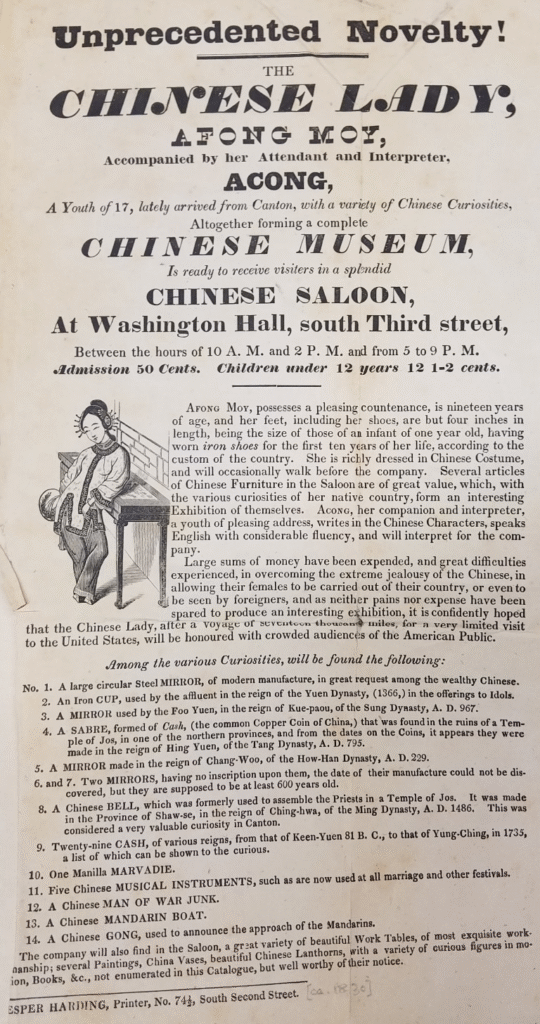 Unprecedented Novelty!
THE
CHINESE LADY,
AFONG MOY,
Accompanied by her Attendant and Interpreter,
ACONG,
A Youth of 17, lately arrived from Canton, with a variety of Chinese Curiosities,
Altogether forming a complete
CHINESE MUSEUM,
Is ready to receive visiters in a splendid
CHINESE SALOON,
At Washington Hall, south Third street,
Between the hours of 10 A. M. and 2 P. M. and from 5 to 9 P. M.
Admission 50 Cents. Children under 12 years 12 1-2 cents.
AFONG MOY, possesses a pleasing countenance, is nineteen years
of age, and her feet, including her shoes, are but four inches in
length, being the size of those of an infant of one year old, having
worn iron shoes for the first ten years of her life, according to the
custom of the country. She is richly dressed in Chinese Costume,
and will occasionally walk before the company. Several articles
of Chinese Furniture in the Saloon are of great value, which, with
the various curiosities of her native country, form an interesting
Exhibition of themselves. ACONG, her companion and interpreter,
a youth of pleasing address, writes in the Chinese Characters, speaks
English with considerable fluency, and will interpret for the com-
pany.
Large sums of money have been expended, and great difficulties
experienced, in overcoming the extreme jealousy of the Chinese, in
allowing their females to be carried out of their country, or even to
be seen by foreigners, and as neither pains nor expense have been
spared to produce an interesting exhibition, it is confidently hoped
that the Chinese Lady, after a voyage of seventeen thousand miles, for a very limited visit
to the United States, will be honoured with crowded audiences of the American Public.
Among the various Curiosities, will be found the following:
No. 1. A large circular Steel MIRROR, of modern manufacture, in great request among the wealthy Chinese.
2. An Iron CUP, used by the affluent in the reign of the Yuen Dynasty, (1366,) in the offerings to Idols.
3. A MIRROR used by the Foo Yuen, in the reign of Kue-paou, of the Sung Dynasty, A. D. 967.
4. A SABRE, formed of Cash, (the common Copper Coin of China,) that was found in the ruins of a Tem-
ple of Jos, in one of the northern provinces, and from the dates on the Coins, it appears they were
made in the reign of Hing Yuen, of the Tang Dynasty, A. D. 795.
5. A MIRROR made in the reign of Chang-Woo, of the How-Han Dynasty, A. D. 229.
6. and 7. Two MIRRORS, having no inscription upon them, the date of their manufacture could not be dis-
covered, but they are supposed to be at least 600 years old.
8. A Chinese BELL, which was formerly used to assemble the Priests in a Temple of Jos. It was made
in the Province of Shaw-se, in the reign of Ching-hwa, of the Ming Dynasty, A. D. 1486. This was
considered a very valuable curiosity in Canton.
9. Twenty-nine CASH, of various reigns, from that of Keen-Yuen 81 B. C., to that of Yung-Ching, in 1735,
a list of which can be shown to the curious.
10. One Manilla MARVADIE.
11. Five Chinese MUSICAL INSTRUMENTS, such as are now used at all marriage and other festivals.
12. A Chinese MAN OF WAR JUNK.
13. A Chinese MANDARIN BOAT.
14. A Chinese GONG, used to announce the approach of the Mandarins.
The company will also find in the Saloon, a great variety of beautiful Work Tables, of most exquisite work-
manship; several Paintings, China Vases, beautiful Chinese Lanthorns, with a variety of curious figures in mo-
ion, Books, &c., not enumerated in this Catalogue, but well worthy of their notice.
ESPER HARDING, Printer, No. 74½, South Second Street.